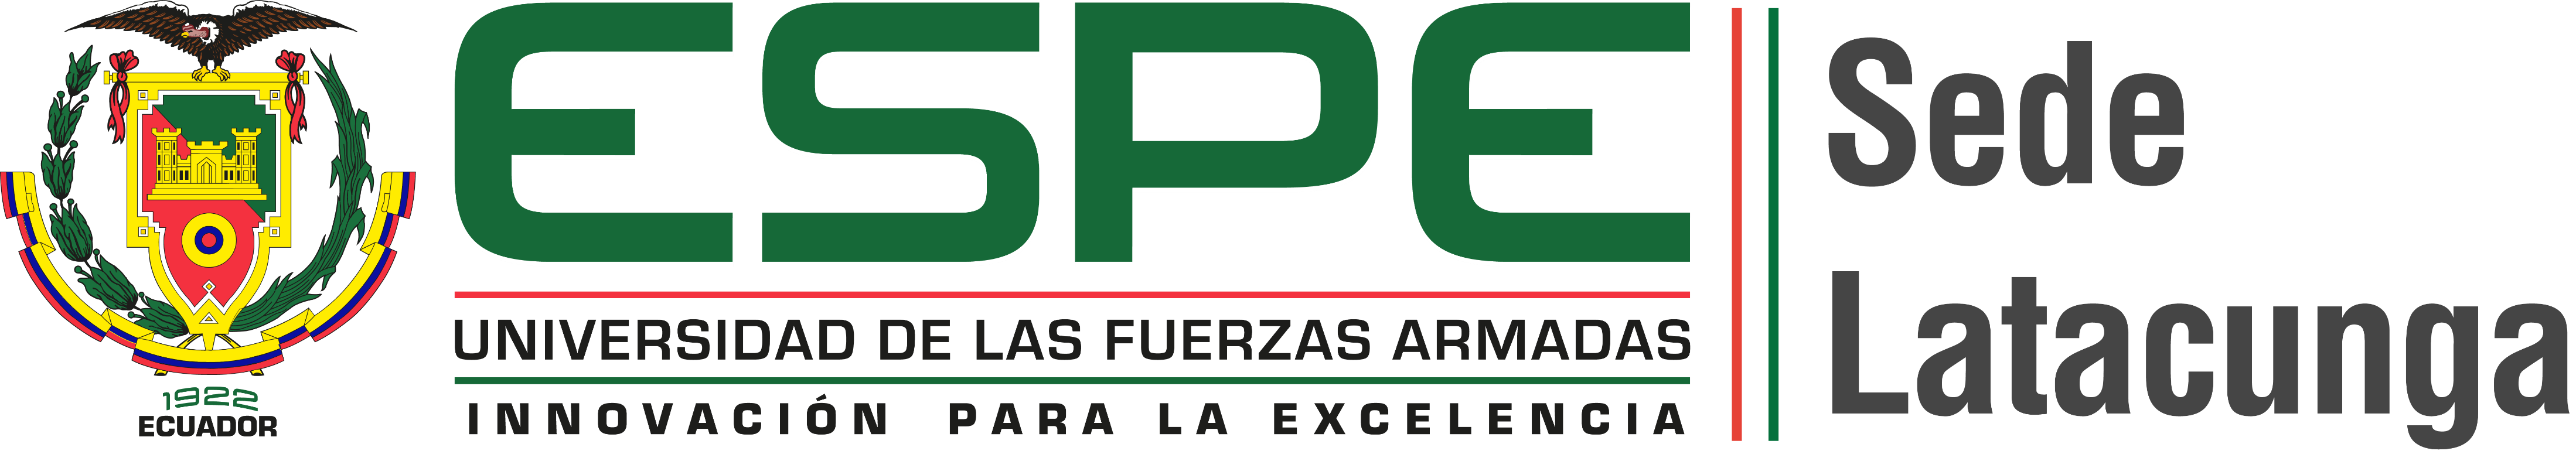 1922
ECUADOR
ESPE
UNIVERSIDAD DE LAS FUERZAS ARMADAS
INNOVACIÓN PARA LA EXCELENCIA
Sede
Latacunga